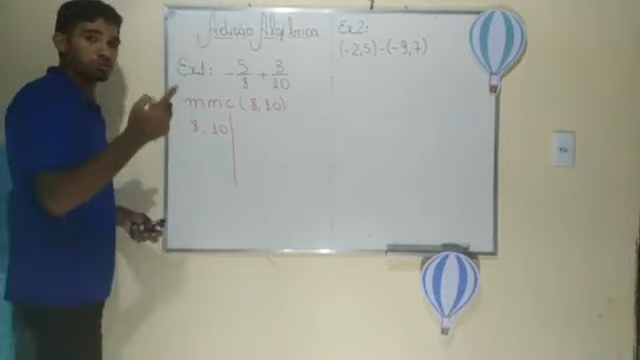 Adição Algébrica
Ex1: -5/8 + 3/10
mmc(8,10)
8, 10
Ex2:
(-2,5)-(-9,7)